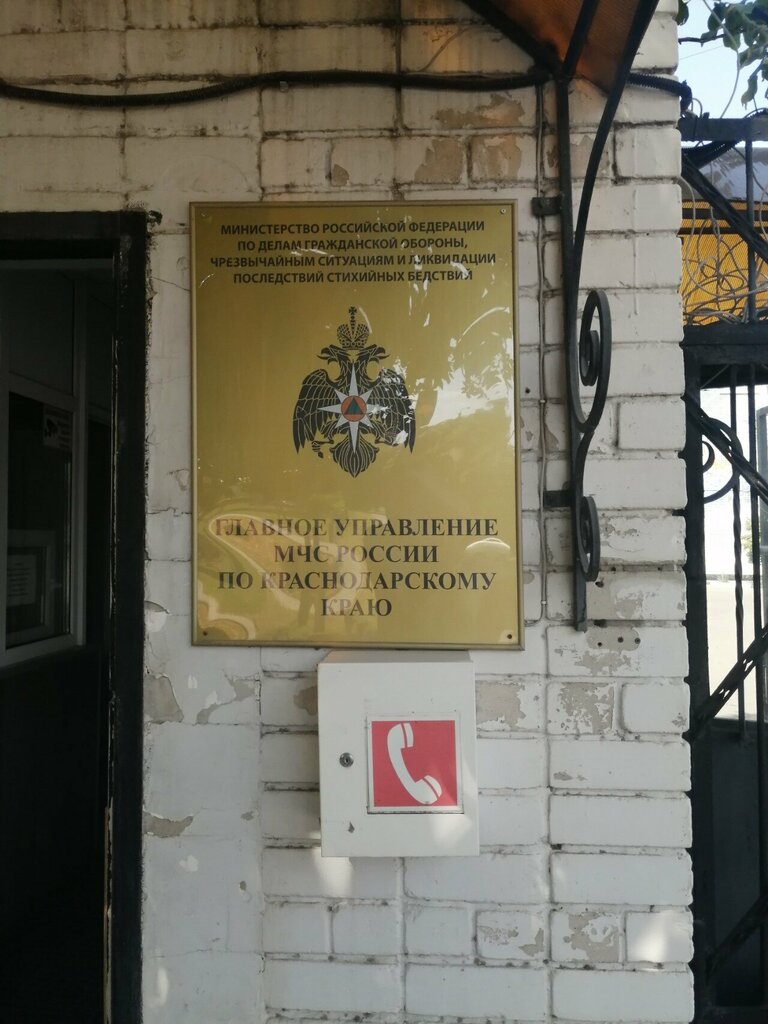 МИНИСТЕРСТВО РОССИЙСКОЙ ФЕДЕРАЦИИ
ПО ДЕЛАМ ГРАЖДАНСКОЙ ОБОРОНЫ,
ЧРЕЗВЫЧАЙНЫМ СИТУАЦИЯМ И ЛИКВИДАЦИИ
ПОСЛЕДСТВИЙ СТИХИЙНЫХ БЕДСТВИЙ
ГЛАВНОЕ УПРАВЛЕНИЕ
МЧС РОССИИ
ПО КРАСНОДАРСКОМУ
КРАЮ